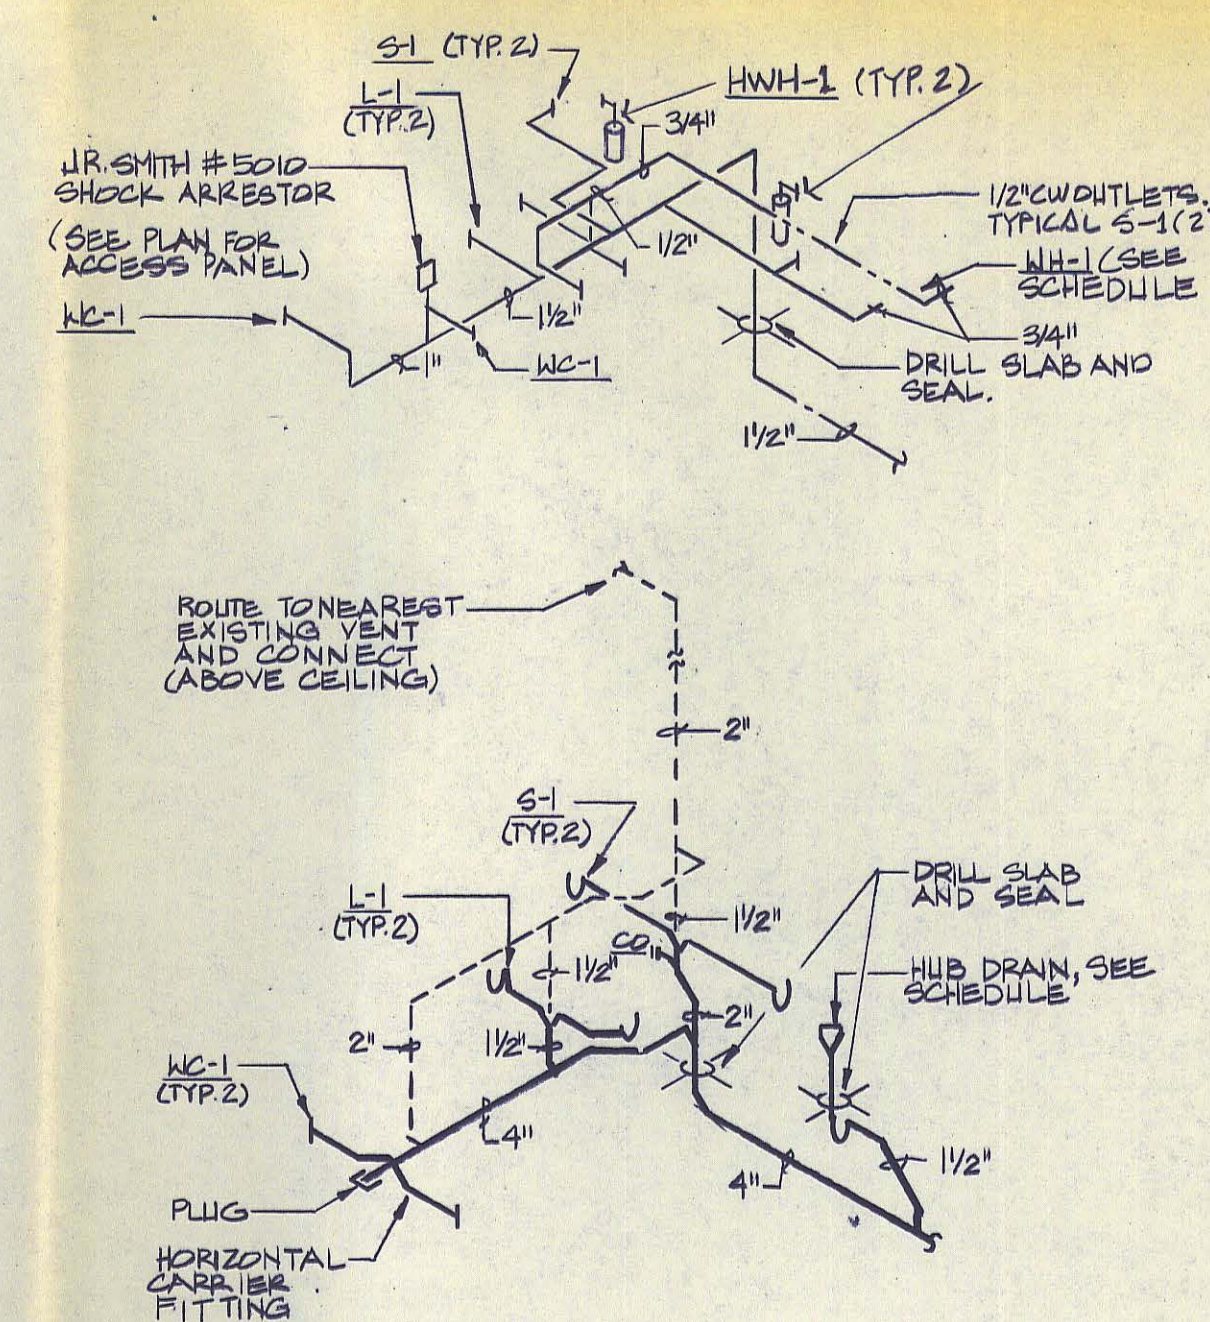 S-1 (TYP. 2)
L-1
(TYP. 2)
HWH-1 (TYP. 2)
3/4"
J.R. SMITH #5010
SHOCK ARRESTOR
(SEE PLAN FOR
ACCESS PANEL)
WC-1
1"
1 1/2"
WC-1
1/2"
1/2" CW OUTLETS.
TYPICAL S-1 (2
WH-1 (SEE
SCHEDULE
3/4"
DRILL SLAB AND
SEAL.
1 1/2"
ROUTE TO NEAREST
EXISTING VENT
AND CONNECT
(ABOVE CEILING)
2"
S-1
(TYP. 2)
L-1
(TYP. 2)
CO
1 1/2"
1 1/2"
DRILL SLAB
AND SEAL
HUB DRAIN, SEE
SCHEDULE
2"
1 1/2"
2"
WC-1
(TYP. 2)
4"
4"
1 1/2"
PLUG
HORIZONTAL
CARRIER
FITTING